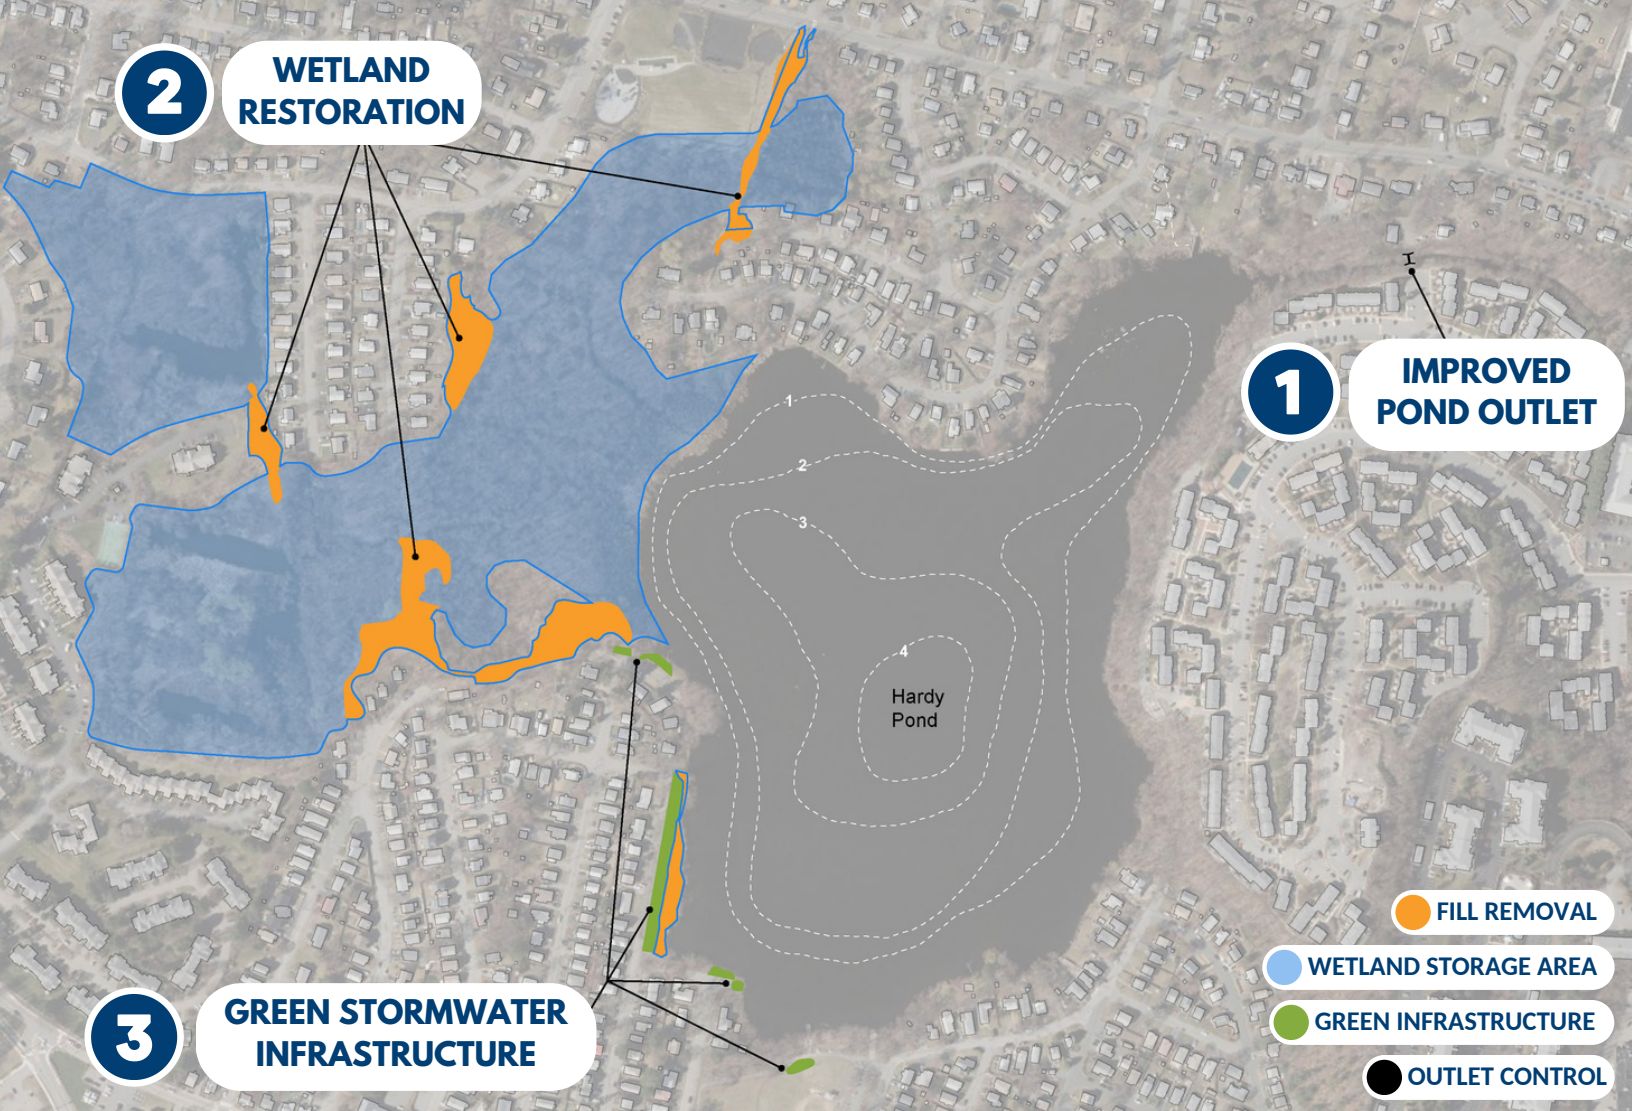 2
WETLAND
RESTORATION
1
IMPROVED
POND OUTLET
1
2
3
4
Hardy
Pond
3
GREEN STORMWATER
INFRASTRUCTURE
FILL REMOVAL
WETLAND STORAGE AREA
GREEN INFRASTRUCTURE
OUTLET CONTROL